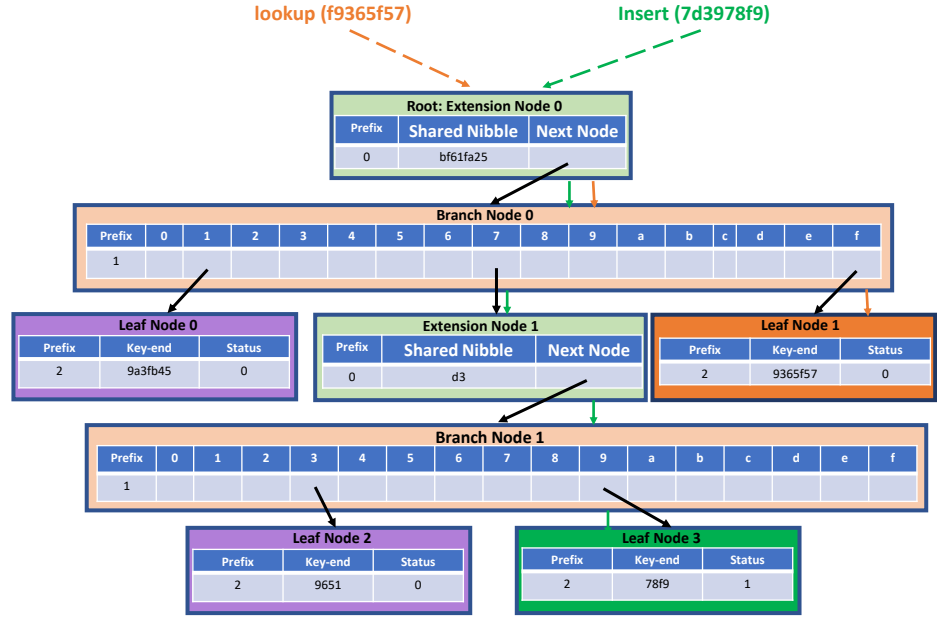 lookup (f9365f57) Insert (7d3978f9)
Root: Extension Node 0
Prefix Shared Nibble Next Node
0 bf61fa25
Branch Node 0
Prefix 0 1 2 3 4 5 6 7 8 9 a b c d e f
1
Leaf Node 0 Extension Node 1 Leaf Node 1
Prefix Key-end Status Prefix Shared Nibble Next Node Prefix Key-end Status
2 9a3fb45 0 0 d3 2 9365f57 0
Branch Node 1
Prefix 0 1 2 3 4 5 6 7 8 9 a b c d e f
1
Leaf Node 2 Leaf Node 3
Prefix Key-end Status Prefix Key-end Status
2 9651 0 2 78f9 1